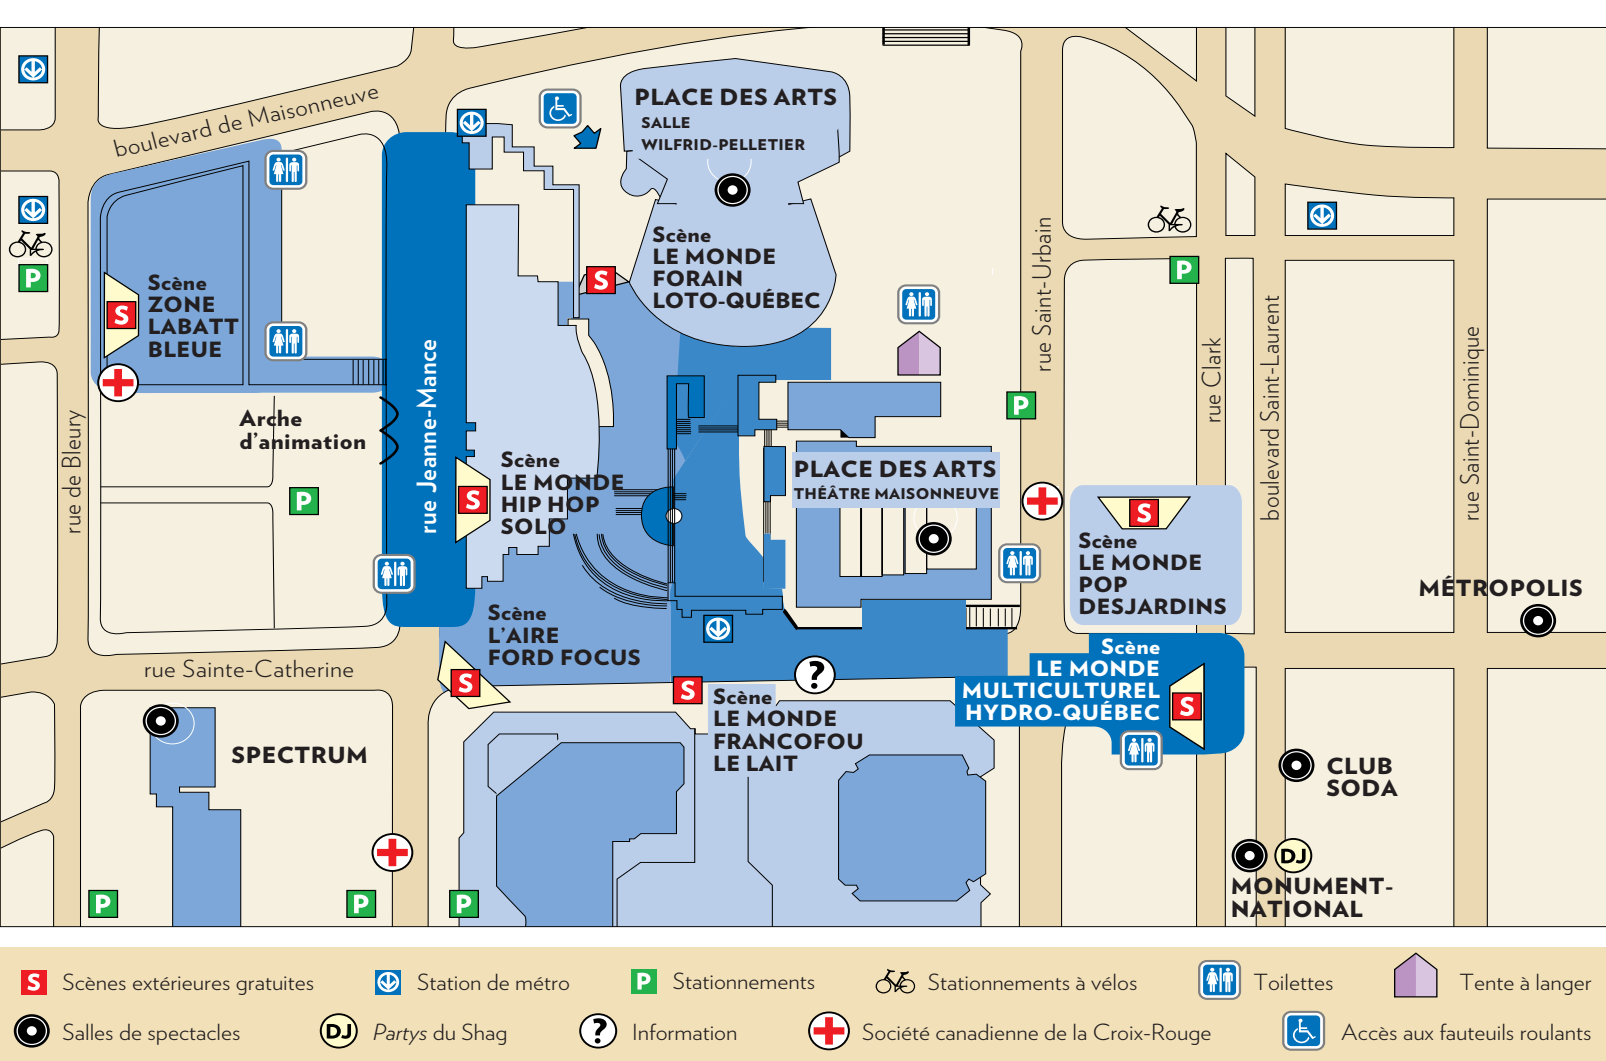 boulevard de Maisonneuve
PLACE DES ARTS
SALLE
WILFRID-PELLETIER
Scène
LE MONDE
FORAIN
LOTO-QUÉBEC
P
Scène
ZONE
LABATT
BLEUE
S
S
Arche
d'animation
rue de Bleury
rue Jeanne-Mance
P
Scène
LE MONDE
HIP HOP
SOLO
S
PLACE DES ARTS
THÉÂTRE MAISONNEUVE
rue Saint-Urbain
P
P
rue Clark
boulevard Saint-Laurent
rue Saint-Dominique
S
Scène
LE MONDE
POP
DESJARDINS
MÉTROPOLIS
Scène
L'AIRE
FORD FOCUS
S
rue Sainte-Catherine
S
?
Scène
LE MONDE
FRANCOFOU
LE LAIT
Scène
LE MONDE
MULTICULTUREL
HYDRO-QUÉBEC
S
SPECTRUM
CLUB
SODA
DJ
MONUMENT-
NATIONAL
P
P
P
S Scènes extérieures gratuites
Station de métro
P Stationnements
Stationnements à vélos
Toilettes
Tente à langer
Salles de spectacles
DJ Partys du Shag
? Information
Société canadienne de la Croix-Rouge
Accès aux fauteuils roulants